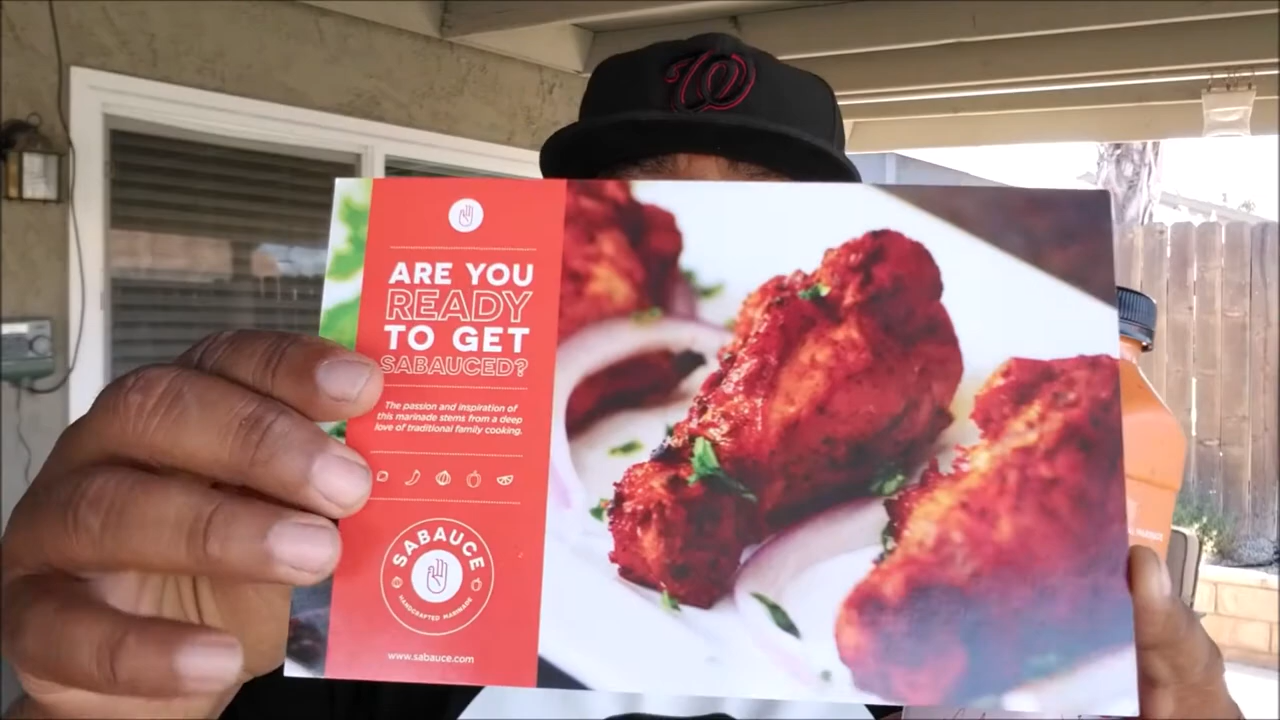 W
ARE YOU
READY
TO GET
SABAUCED?
The passion and inspiration of
this marinade stems from a deep
love of traditional family cooking.
SABAUCE
HANDCRAFTED MARINADE
www.sabauce.com